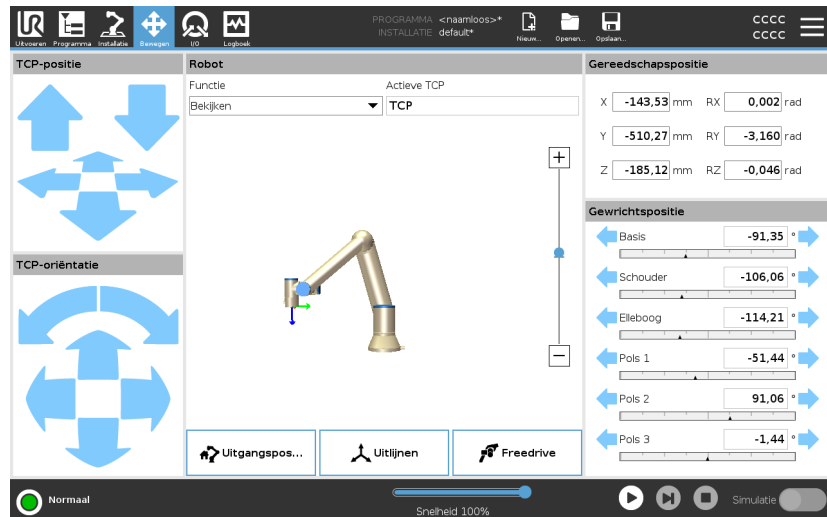 PROGRAMMA <naamloos>*
INSTALLATIE default*
Uitvoeren Programma Installatie Bewegen I/O Logboek
Nieuw... Openen... Opslaan...
CCCC
CCCC
TCP-positie
Robot
Functie
Actieve TCP
Bekijken
TCP
Gereedschapspositie
X -143,53 mm RX 0,002 rad
Y -510,27 mm RY -3,160 rad
Z -185,12 mm RZ -0,046 rad
Gewrichtspositie
Basis -91,35 °
Schouder -106,06 °
Elleboog -114,21 °
Pols 1 -51,44 °
Pols 2 91,06 °
Pols 3 -1,44 °
TCP-oriëntatie
Uitgangspos...
Uitlijnen
Freedrive
Normaal
Snelheid 100%
Simulatie